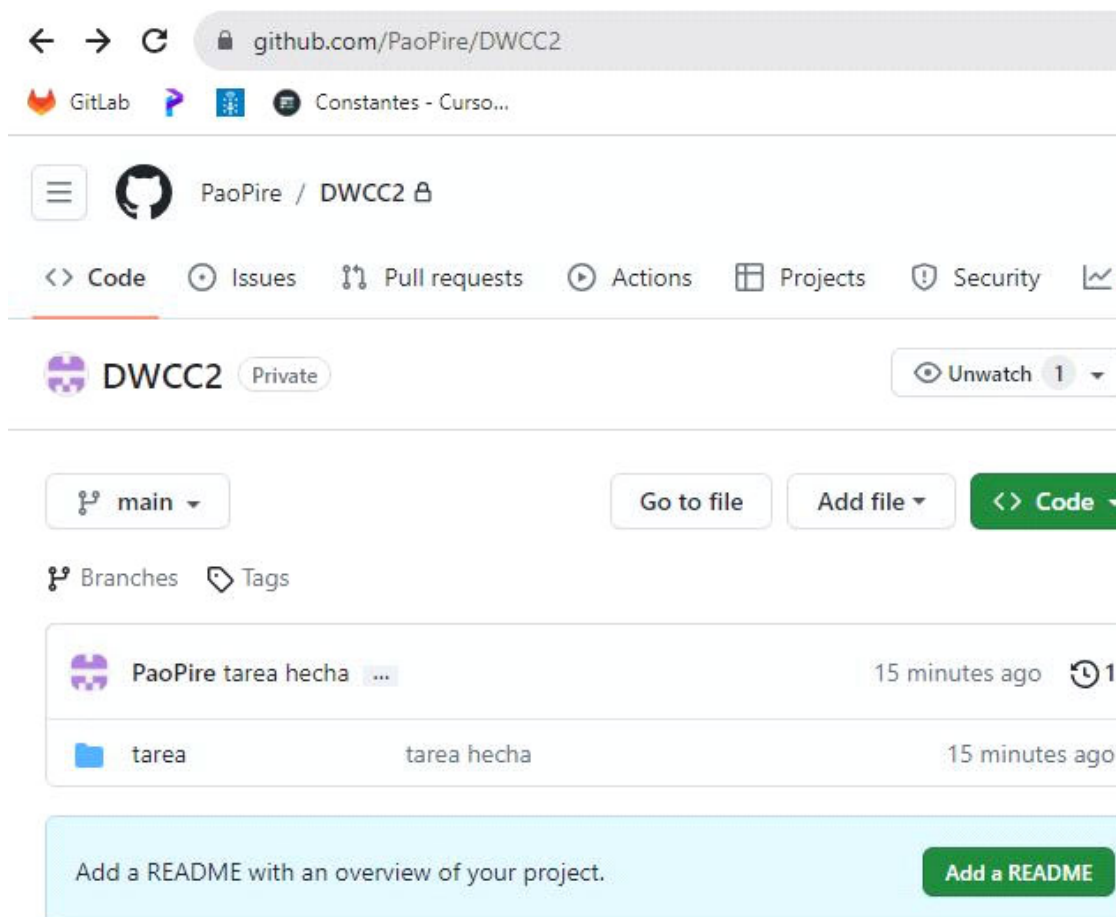 github.com/PaoPire/DWCC2
GitLab Constantes - Curso...
PaoPire / DWCC2
Code Issues Pull requests Actions Projects Security
DWCC2 Private Unwatch 1
main Go to file Add file Code
Branches Tags
PaoPire tarea hecha ... 15 minutes ago 1
tarea tarea hecha 15 minutes ago
Add a README with an overview of your project. Add a README